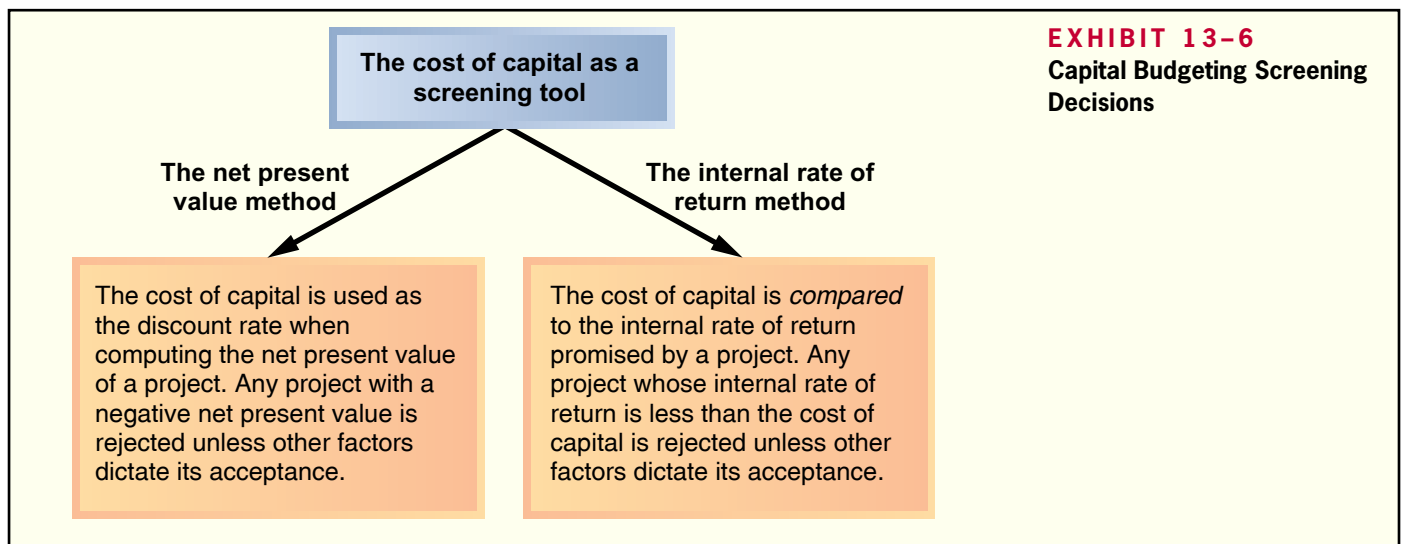 EXHIBIT 13–6
Capital Budgeting Screening
Decisions
The cost of capital as a
screening tool
The net present
value method
The internal rate of
return method
The cost of capital is used as
the discount rate when
computing the net present value
of a project. Any project with a
negative net present value is
rejected unless other factors
dictate its acceptance.
The cost of capital is compared
to the internal rate of return
promised by a project. Any
project whose internal rate of
return is less than the cost of
capital is rejected unless other
factors dictate its acceptance.